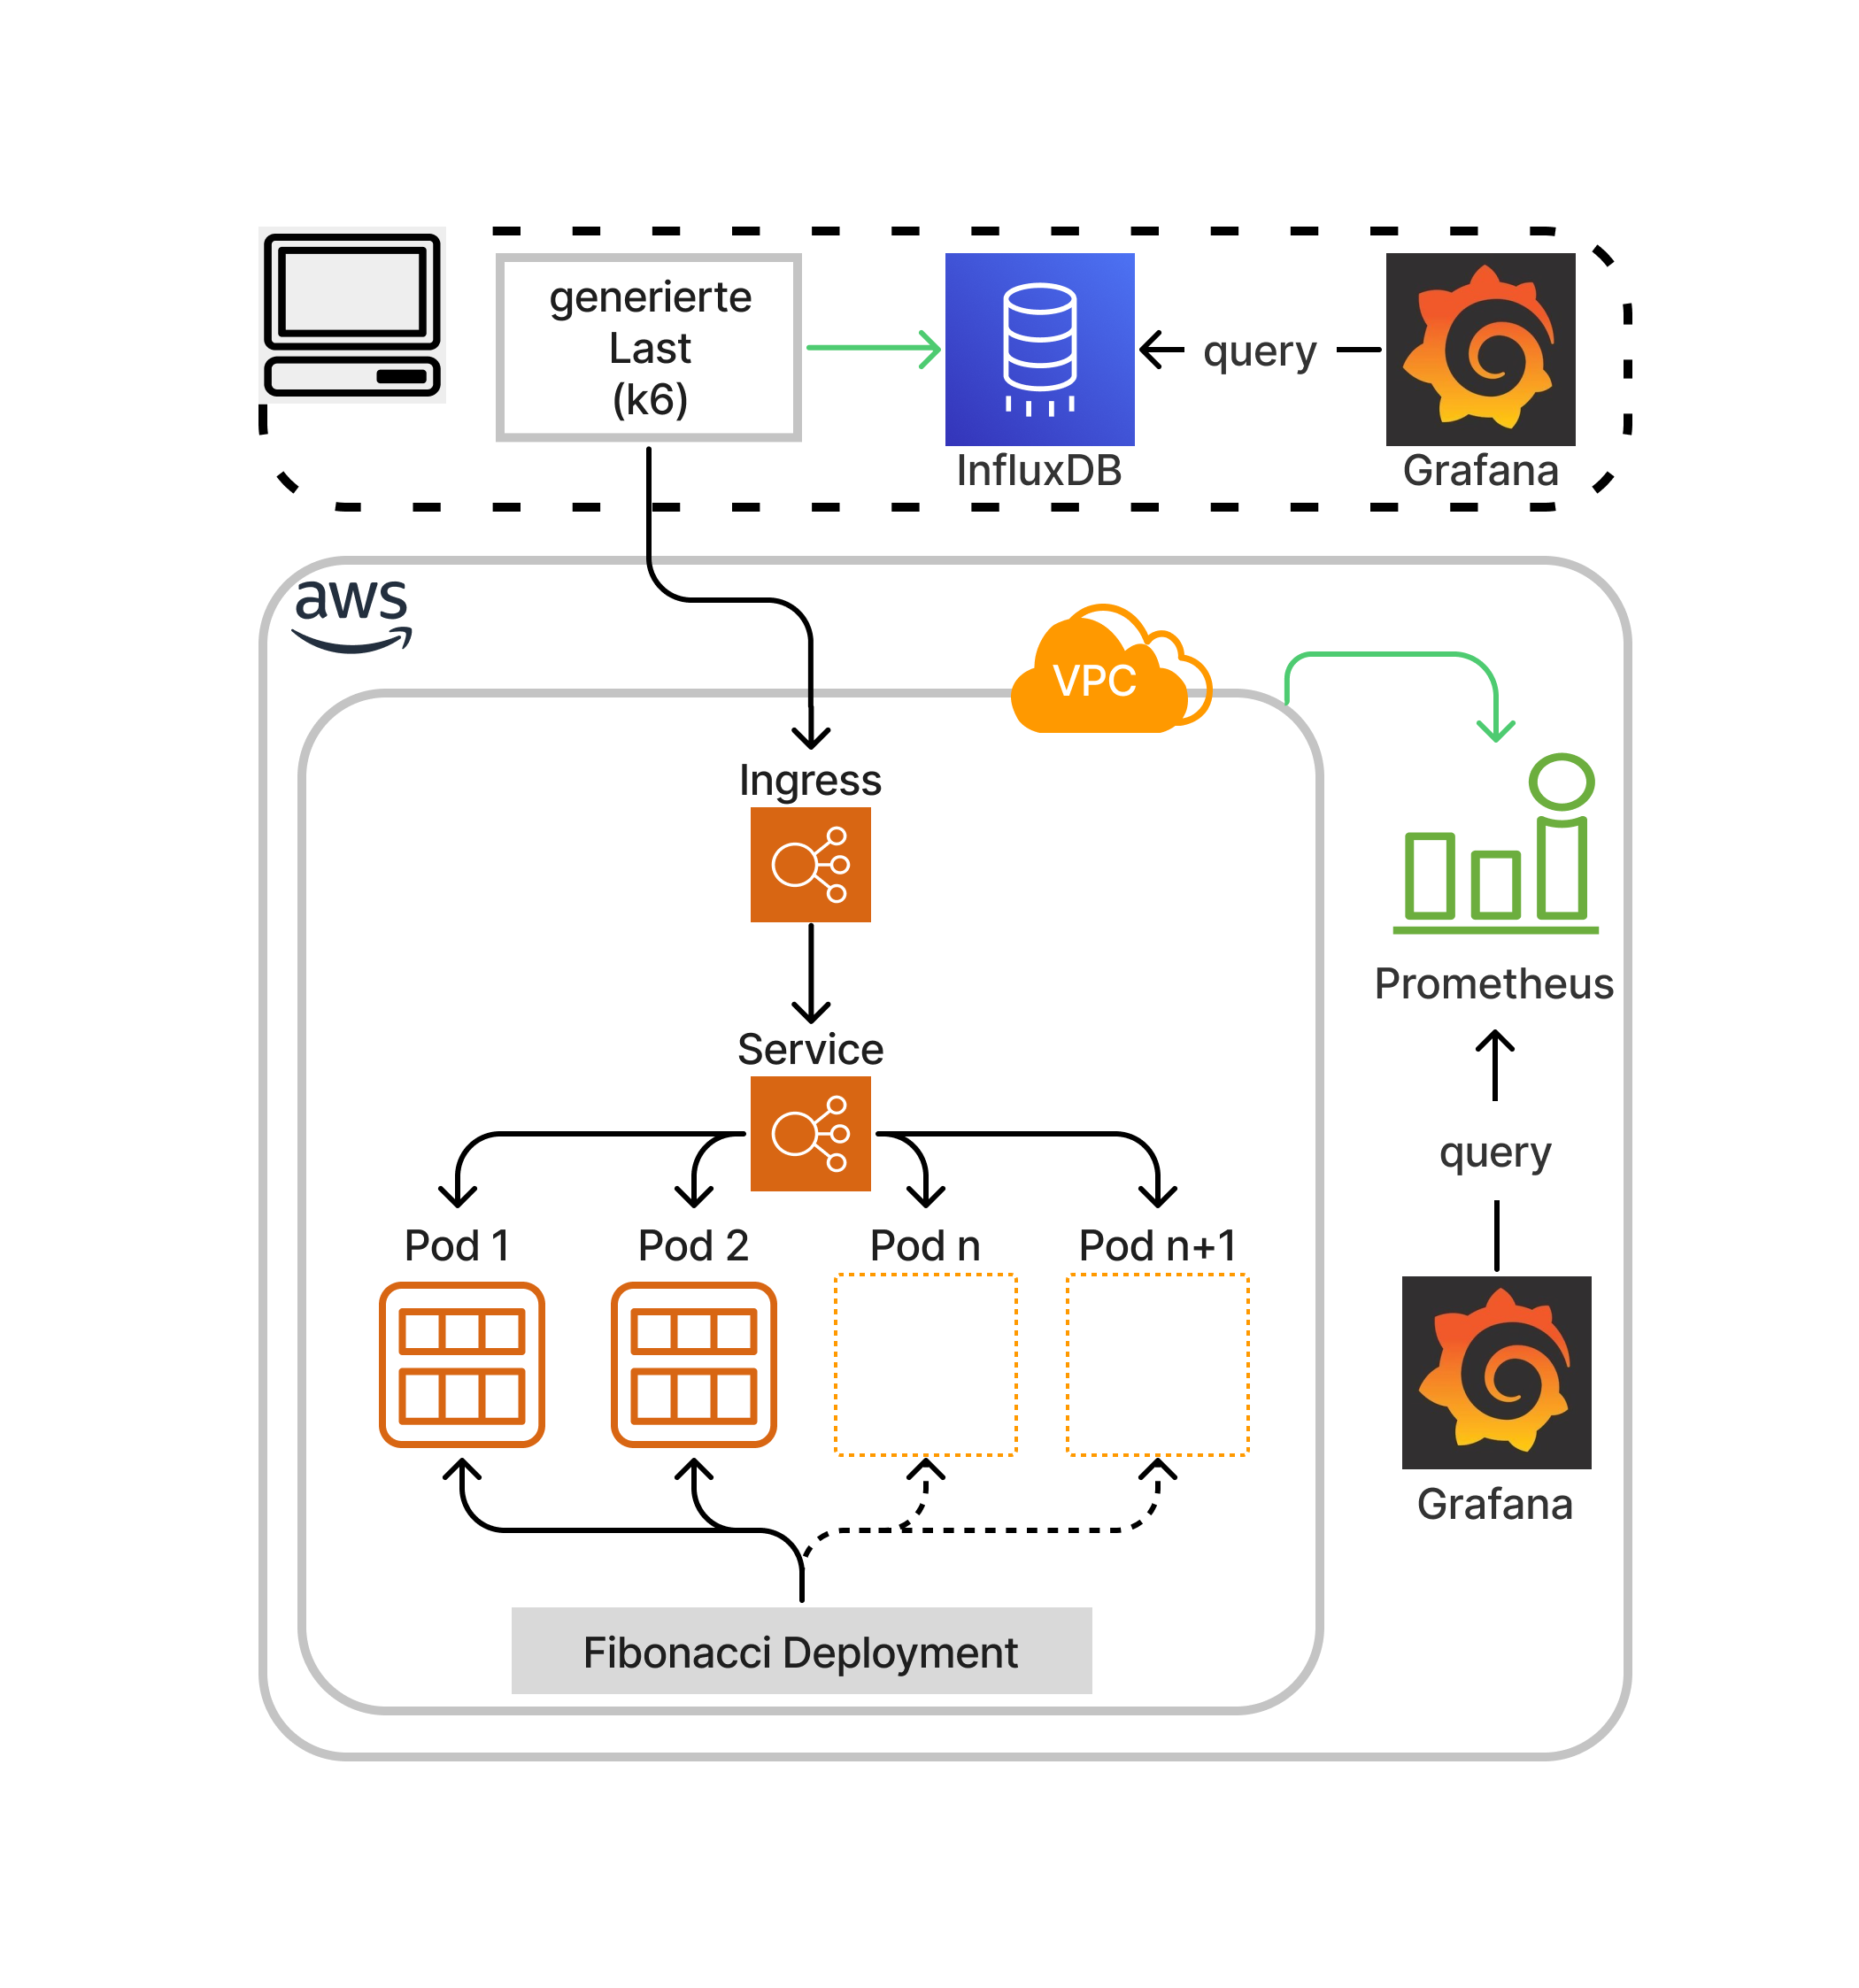 generierte
Last
(k6)
query
InfluxDB
Grafana
aws
VPC
Ingress
Prometheus
Service
query
Pod 1
Pod 2
Pod n
Pod n+1
Grafana
Fibonacci Deployment